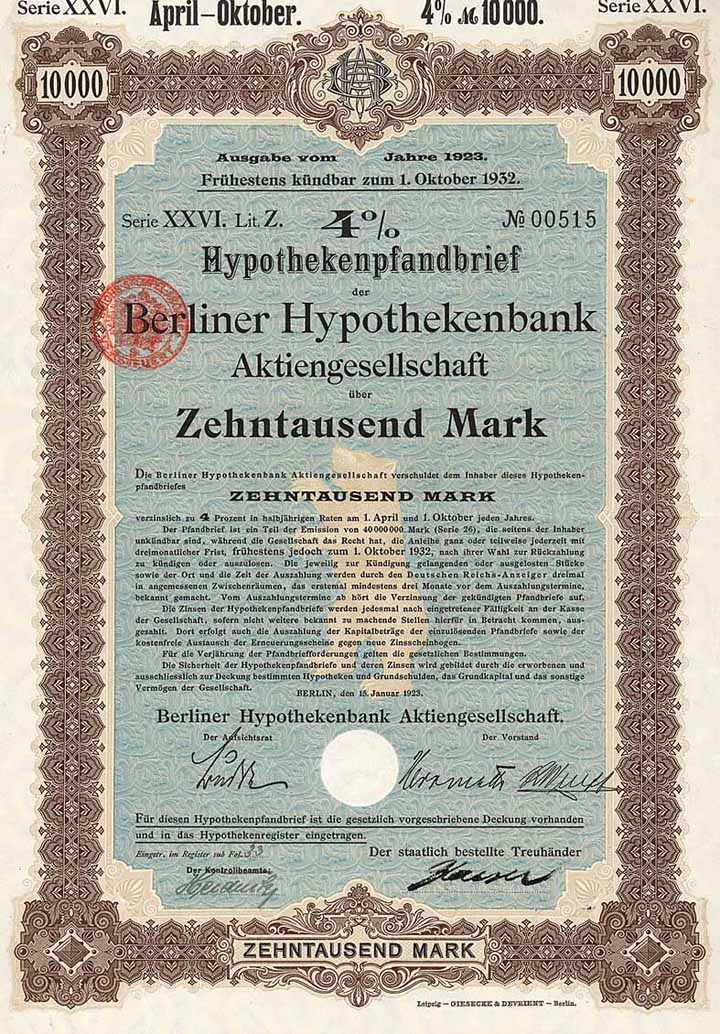 Serie XXVI. April–Oktober. 4% ℳ 10000. Serie XXVI.
10000 10000
Ausgabe vom Jahre 1923.
Frühestens kündbar zum 1. Oktober 1932.
Serie XXVI. Lit. Z. 4% № 00515
Hypothekenpfandbrief
der
Berliner Hypothekenbank
Aktiengesellschaft
über
Zehntausend Mark
Die Berliner Hypothekenbank Aktiengesellschaft verschuldet dem Inhaber dieses Hypotheken-
pfandbriefes
ZEHNTAUSEND MARK
verzinslich zu 4 Prozent in halbjährigen Raten am 1. April und 1. Oktober jeden Jahres.
Der Pfandbrief ist ein Teil der Emission von 40000000 Mark (Serie 26), die seitens der Inhaber
unkündbar sind, während die Gesellschaft das Recht hat, die Anleihe ganz oder teilweise jederzeit mit
dreimonatlicher Frist, frühestens jedoch zum 1. Oktober 1932, nach ihrer Wahl zur Rückzahlung
zu kündigen oder auszulosen. Die jeweilig zur Kündigung gelangenden oder ausgelosten Stücke
sowie der Ort und die Zeit der Auszahlung werden durch den Deutschen Reichs-Anzeiger dreimal
in angemessenen Zwischenräumen, das erstemal mindestens drei Monate vor dem Auszahlungstermine,
bekannt gemacht. Vom Auszahlungstermine ab hört die Verzinsung der gekündigten Pfandbriefe auf.
Die Zinsen der Hypothekenpfandbriefe werden jedesmal nach eingetretener Fälligkeit an der Kasse
der Gesellschaft, sofern nicht weitere bekannt zu machende Stellen hierfür in Betracht kommen, aus-
gezahlt. Dort erfolgt auch die Auszahlung der Kapitalbeträge der einzulösenden Pfandbriefe sowie der
kostenfreie Austausch der Erneuerungsscheine gegen neue Zinsscheinbogen.
Für die Verjährung der Pfandbriefforderungen gelten die gesetzlichen Bestimmungen.
Die Sicherheit der Hypothekenpfandbriefe und deren Zinsen wird gebildet durch die erworbenen und
ausschliesslich zur Deckung bestimmten Hypotheken und Grundschulden, das Grundkapital und das sonstige
Vermögen der Gesellschaft.
BERLIN, den 15. Januar 1923.
Berliner Hypothekenbank Aktiengesellschaft.
Der Aufsichtsrat Der Vorstand
Für diesen Hypothekenpfandbrief ist die gesetzlich vorgeschriebene Deckung vorhanden
und in das Hypothekenregister eingetragen.
Eingetr. im Register sub Fol. 33 Der staatlich bestellte Treuhänder
Der Kontrollbeamte:
ZEHNTAUSEND MARK
Leipzig – GIESECKE & DEVRIENT – Berlin.